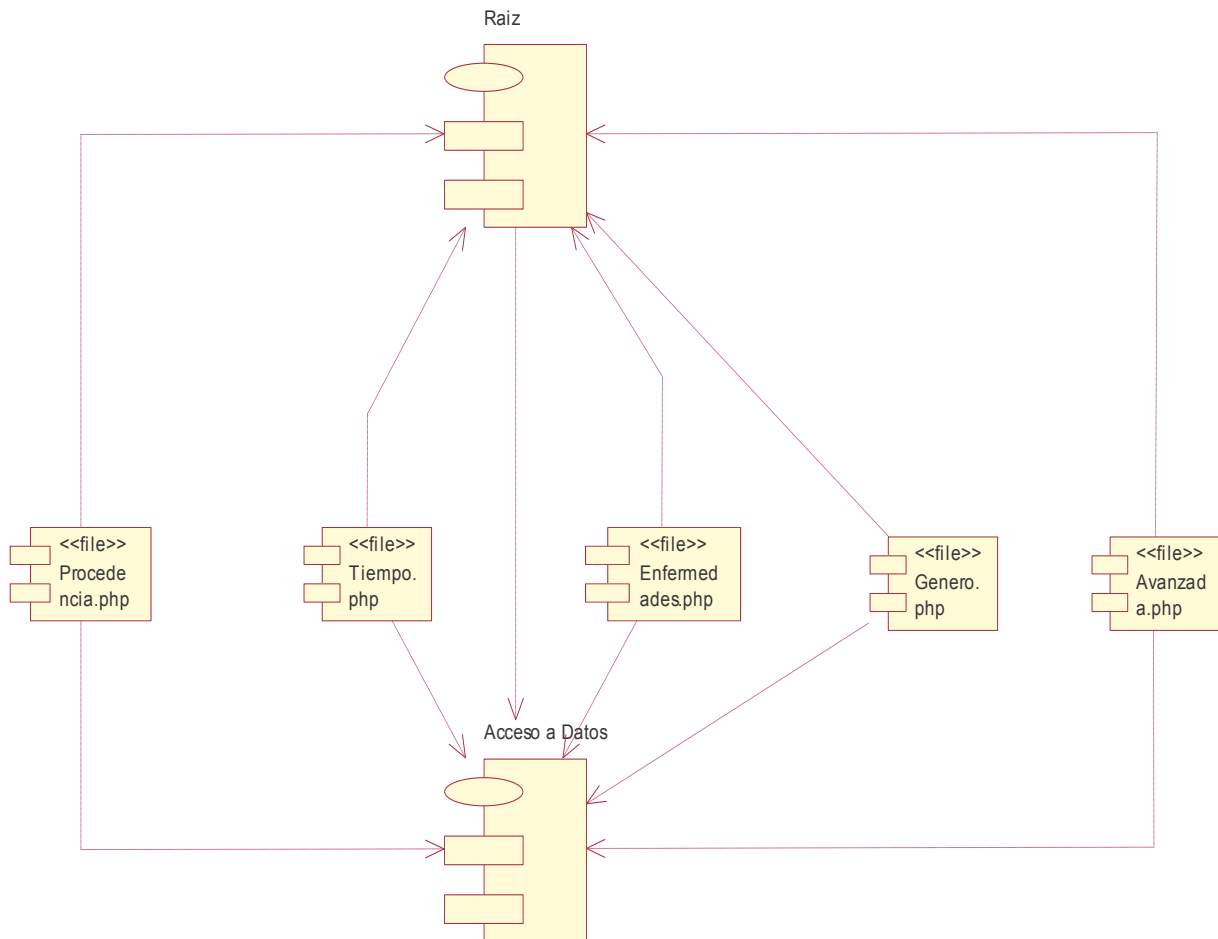 Raiz
<<file>>
Procede
ncia.php
<<file>>
Tiempo.
php
<<file>>
Enfermed
ades.php
<<file>>
Genero.
php
<<file>>
Avanzad
a.php
Acceso a Datos